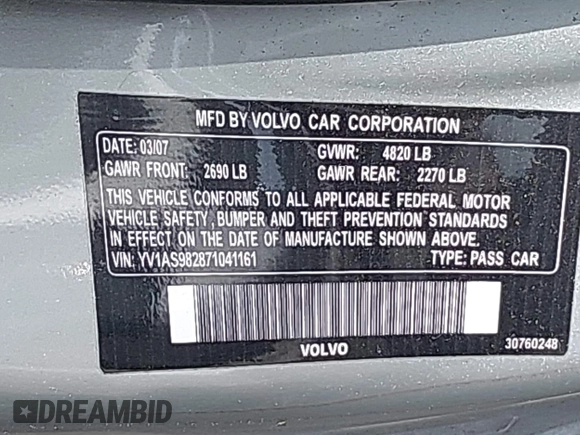 MFD BY VOLVO CAR CORPORATION
DATE: 03/07 GVWR: 4820 LB
GAWR FRONT: 2690 LB GAWR REAR: 2270 LB
THIS VEHICLE CONFORMS TO ALL APPLICABLE FEDERAL MOTOR
VEHICLE SAFETY, BUMPER AND THEFT PREVENTION STANDARDS
IN EFFECT ON THE DATE OF MANUFACTURE SHOWN ABOVE.
VIN: YV1AS982871041161 TYPE: PASS CAR
VOLVO 30760248
DREAMBID